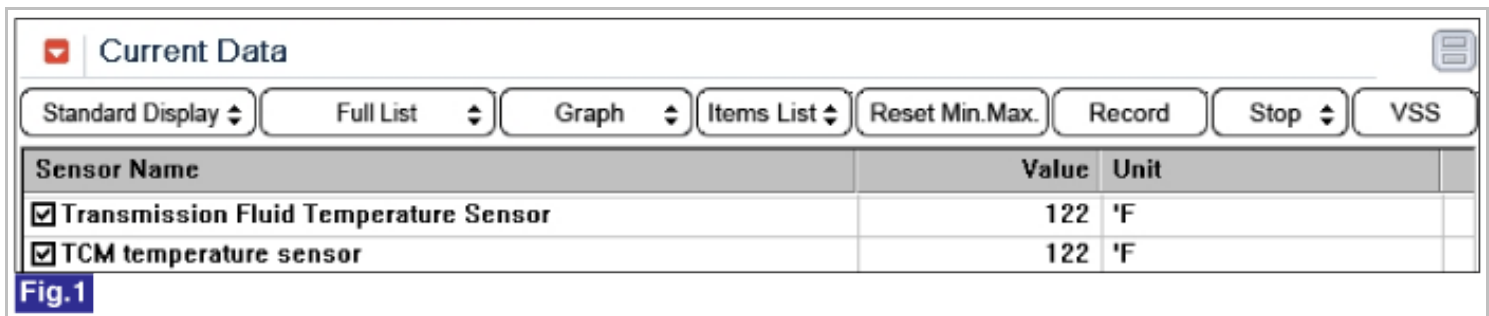 Current Data
Standard Display Full List Graph Items List Reset Min.Max. Record Stop VSS
Sensor Name Value Unit
Transmission Fluid Temperature Sensor 122 'F
TCM temperature sensor 122 'F
Fig.1